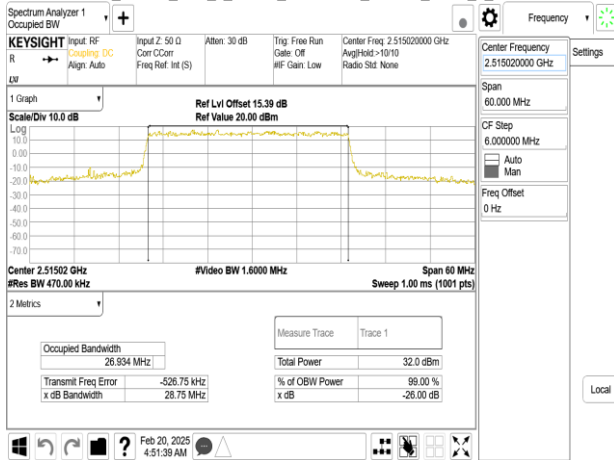 Spectrum Analyzer 1
Occupied BW
▼
+
Frequency
▼
KEYSIGHT
R
LXI
Input: RF
Coupling: DC
Align: Auto
Input Z: 50 Ω
Corr CCorr
Freq Ref: Int (S)
Atten: 30 dB
Trig: Free Run
Gate: Off
#IF Gain: Low
Center Freq: 2.515020000 GHz
Avg|Hold:>10/10
Radio Std: None
Center Frequency
2.515020000 GHz
Settings
Span
60.000 MHz
CF Step
6.000000 MHz
Auto
Man
Freq Offset
0 Hz
Local
1 Graph
Scale/Div 10.0 dB
Ref Lvl Offset 15.39 dB
Ref Value 20.00 dBm
Log
10.0
0.00
-10.0
-20.0
-30.0
-40.0
-50.0
-60.0
-70.0
Center 2.51502 GHz
#Video BW 1.6000 MHz
Span 60 MHz
#Res BW 470.00 kHz
Sweep 1.00 ms (1001 pts)
2 Metrics
Measure Trace
Trace 1
Occupied Bandwidth
26.934 MHz
Total Power
32.0 dBm
Transmit Freq Error
-526.75 kHz
% of OBW Power
99.00 %
x dB Bandwidth
28.75 MHz
x dB
-26.00 dB
?
Feb 20, 2025
4:51:39 AM